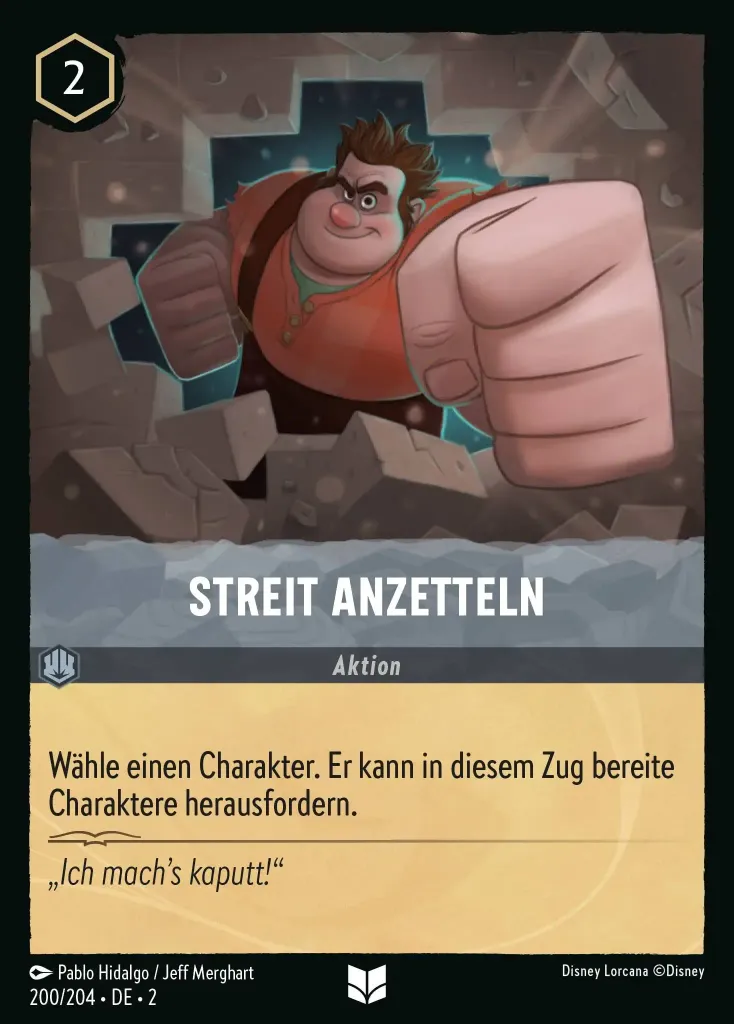 2
STREIT ANZETTELN
Aktion
Wähle einen Charakter. Er kann in diesem Zug bereite
Charaktere herausfordern.
„Ich mach’s kaputt!“
Pablo Hidalgo / Jeff Merghart
Disney Lorcana ©Disney
200/204 • DE • 2